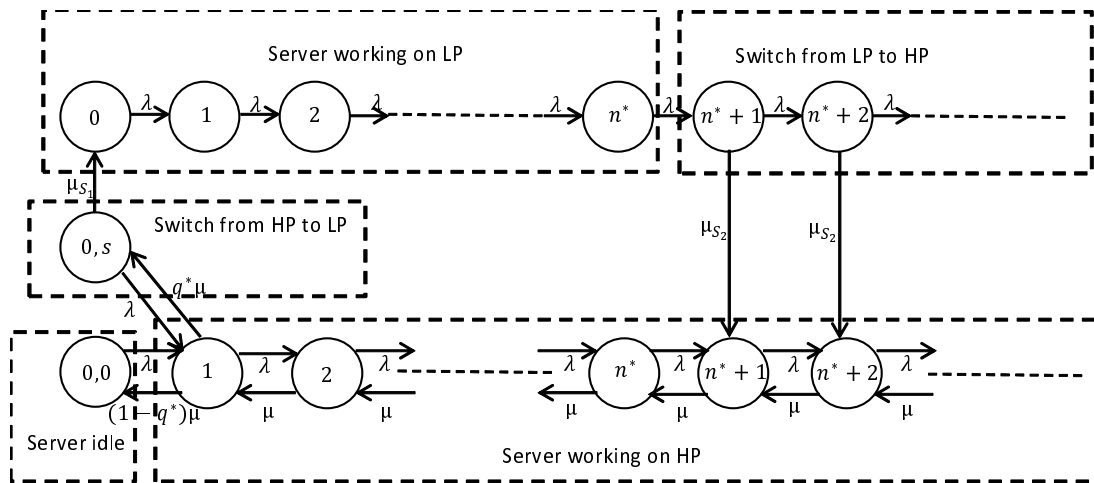 Server working on LP
Switch from LP to HP
0 λ 1 λ 2 λ λ n* λ n* + 1 λ n* + 2 λ
μS₁
μS₂ μS₂
Switch from HP to LP
0, s
q*μ
λ
0,0 λ 1 λ 2 λ λ n* λ n* + 1 λ n* + 2 λ
(1 − q*)μ μ μ μ μ μ μ
Server idle
Server working on HP